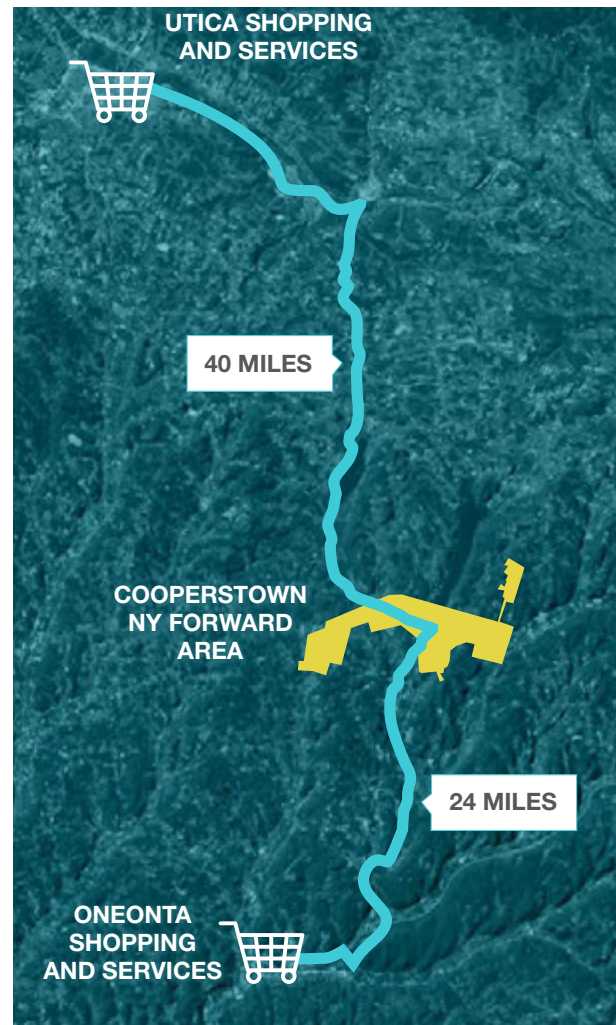 UTICA SHOPPING
AND SERVICES
40 MILES
COOPERSTOWN
NY FORWARD
AREA
24 MILES
ONEONTA
SHOPPING
AND SERVICES